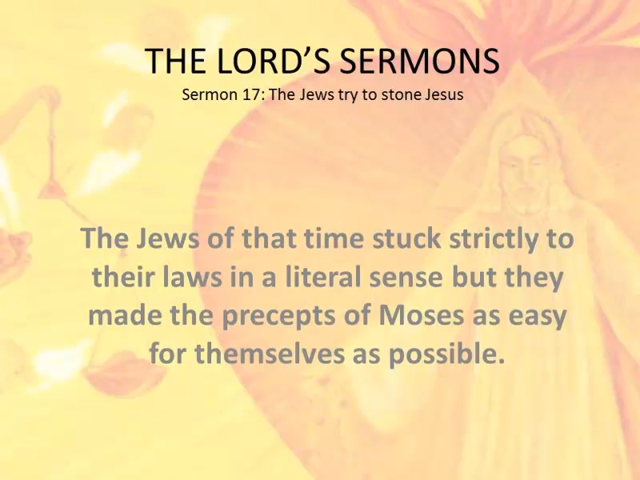 THE LORD’S SERMONS
Sermon 17: The Jews try to stone Jesus
The Jews of that time stuck strictly to
their laws in a literal sense but they
made the precepts of Moses as easy
for themselves as possible.